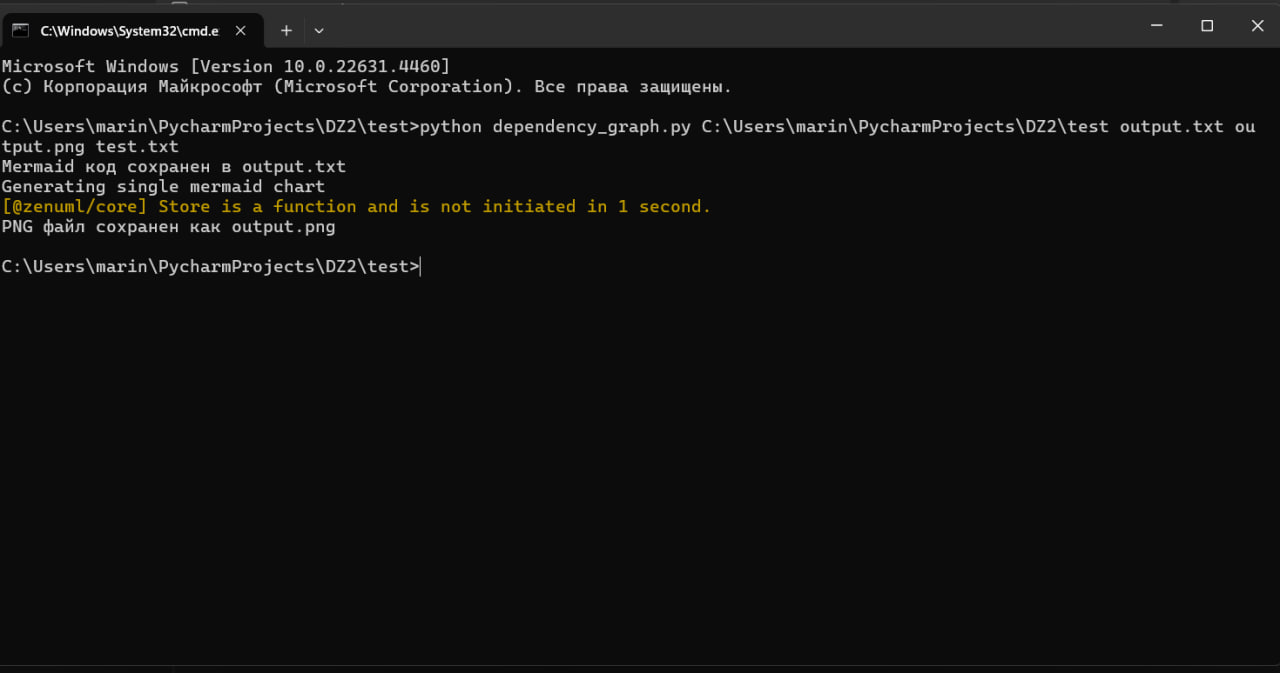 C:\Windows\System32\cmd.e
Microsoft Windows [Version 10.0.22631.4460]
(c) Корпорация Майкрософт (Microsoft Corporation). Все права защищены.
C:\Users\marin\PycharmProjects\DZ2\test>python dependency_graph.py C:\Users\marin\PycharmProjects\DZ2\test output.txt ou
tput.png test.txt
Mermaid код сохранен в output.txt
Generating single mermaid chart
[@zenuml/core] Store is a function and is not initiated in 1 second.
PNG файл сохранен как output.png
C:\Users\marin\PycharmProjects\DZ2\test>